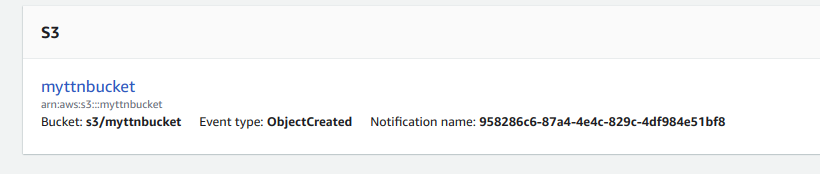 S3
myttnbucket
arn:aws:s3:::myttnbucket
Bucket: s3/myttnbucket Event type: ObjectCreated Notification name: 958286c6-87a4-4e4c-829c-4df984e51bf8